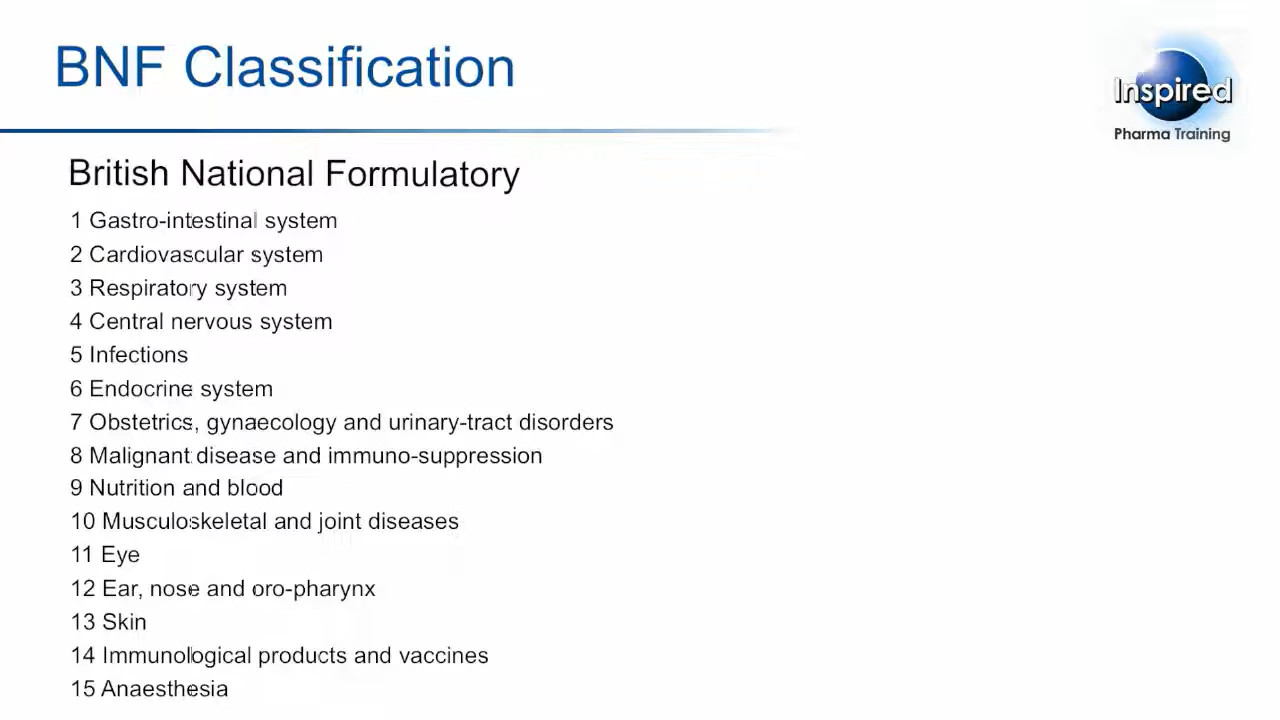 BNF Classification
Inspired
Pharma Training
British National Formulatory
1 Gastro-intestinal system
2 Cardiovascular system
3 Respiratory system
4 Central nervous system
5 Infections
6 Endocrine system
7 Obstetrics, gynaecology and urinary-tract disorders
8 Malignant disease and immuno-suppression
9 Nutrition and blood
10 Musculoskeletal and joint diseases
11 Eye
12 Ear, nose and oro-pharynx
13 Skin
14 Immunological products and vaccines
15 Anaesthesia